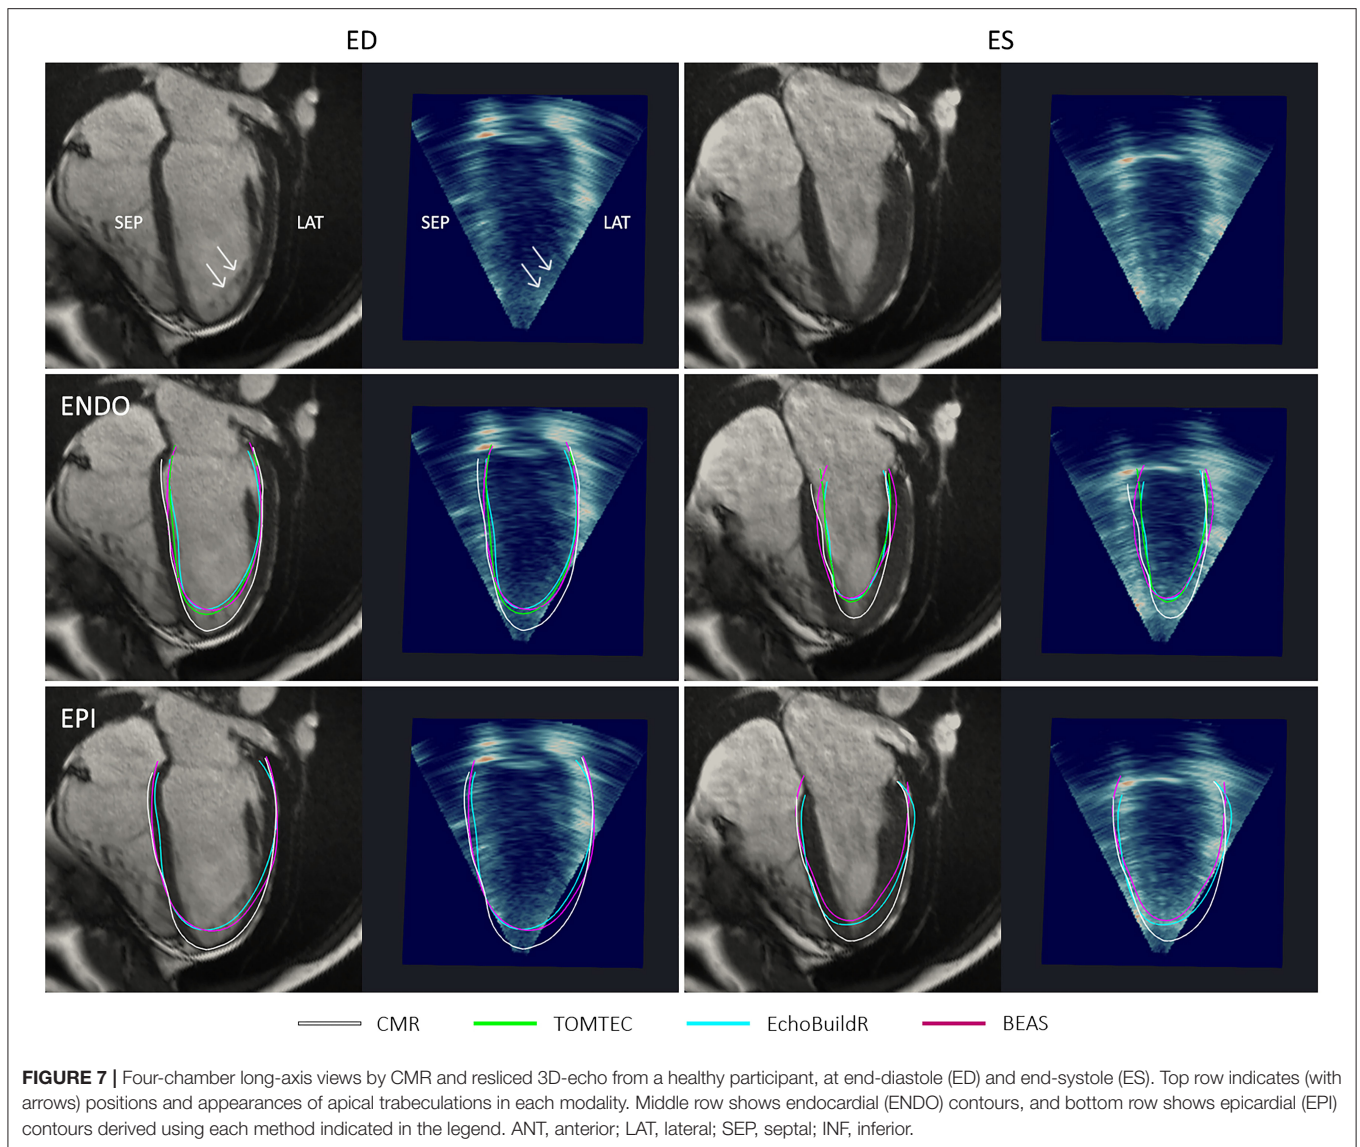 ED ES
SEP LAT SEP LAT
ENDO
EPI
CMR TOMTEC EchoBuildR BEAS
FIGURE 7 | Four-chamber long-axis views by CMR and resliced 3D-echo from a healthy participant, at end-diastole (ED) and end-systole (ES). Top row indicates (with
arrows) positions and appearances of apical trabeculations in each modality. Middle row shows endocardial (ENDO) contours, and bottom row shows epicardial (EPI)
contours derived using each method indicated in the legend. ANT, anterior; LAT, lateral; SEP, septal; INF, inferior.